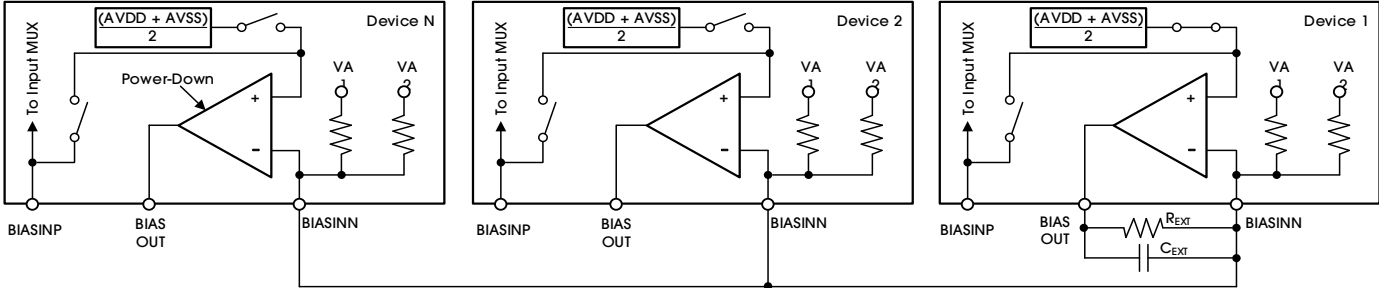 (AVDD + AVSS)
2
Device N
To Input MUX
Power-Down
VA
1
VA
2
+
-
BIASINP
BIAS
OUT
BIASINN
(AVDD + AVSS)
2
Device 2
To Input MUX
VA
1
VA
2
+
-
BIASINP
BIAS
OUT
BIASINN
(AVDD + AVSS)
2
Device 1
To Input MUX
VA
1
VA
2
+
-
BIASINP
BIAS
OUT
BIASINN
REXT
CEXT